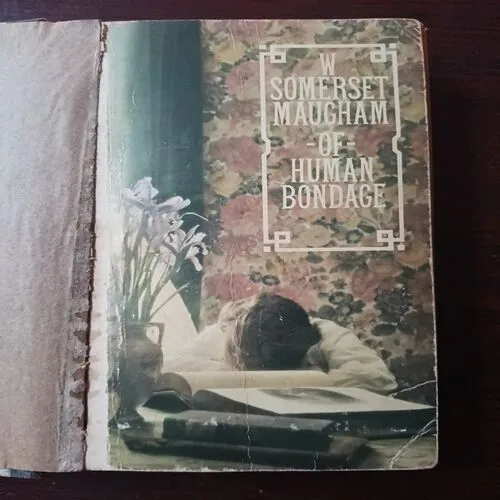 W
SOMERSET
MAUGHAM
-OF-
HUMAN
BONDAGE